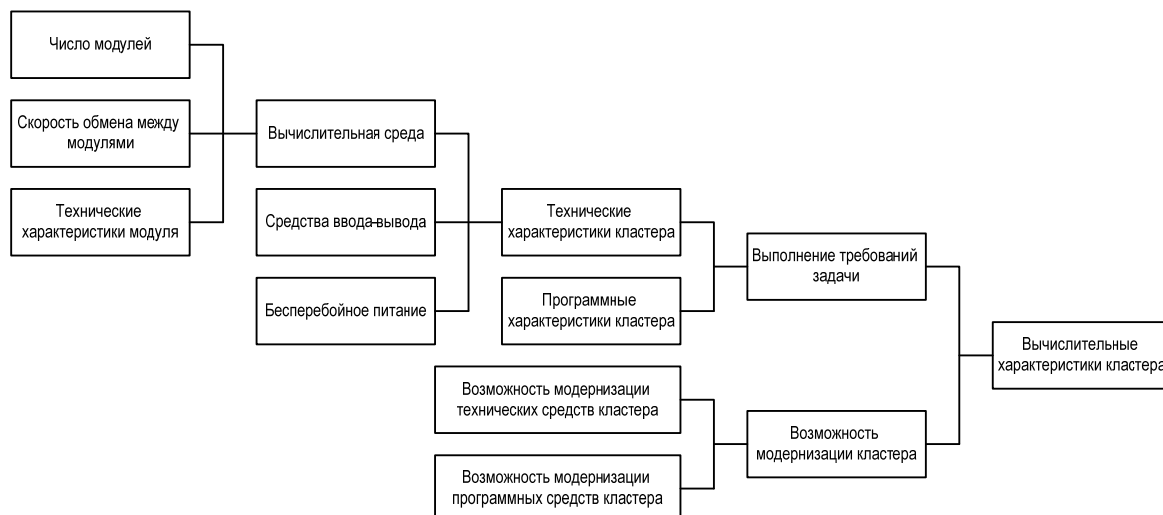 Число модулей
Скорость обмена между
модулями
Технические
характеристики модуля
Вычислительная среда
Средства ввода-вывода
Бесперебойное питание
Технические
характеристики кластера
Программные
характеристики кластера
Возможность модернизации
технических средств кластера
Возможность модернизации
программных средств кластера
Выполнение требований
задачи
Возможность
модернизации кластера
Вычислительные
характеристики кластера